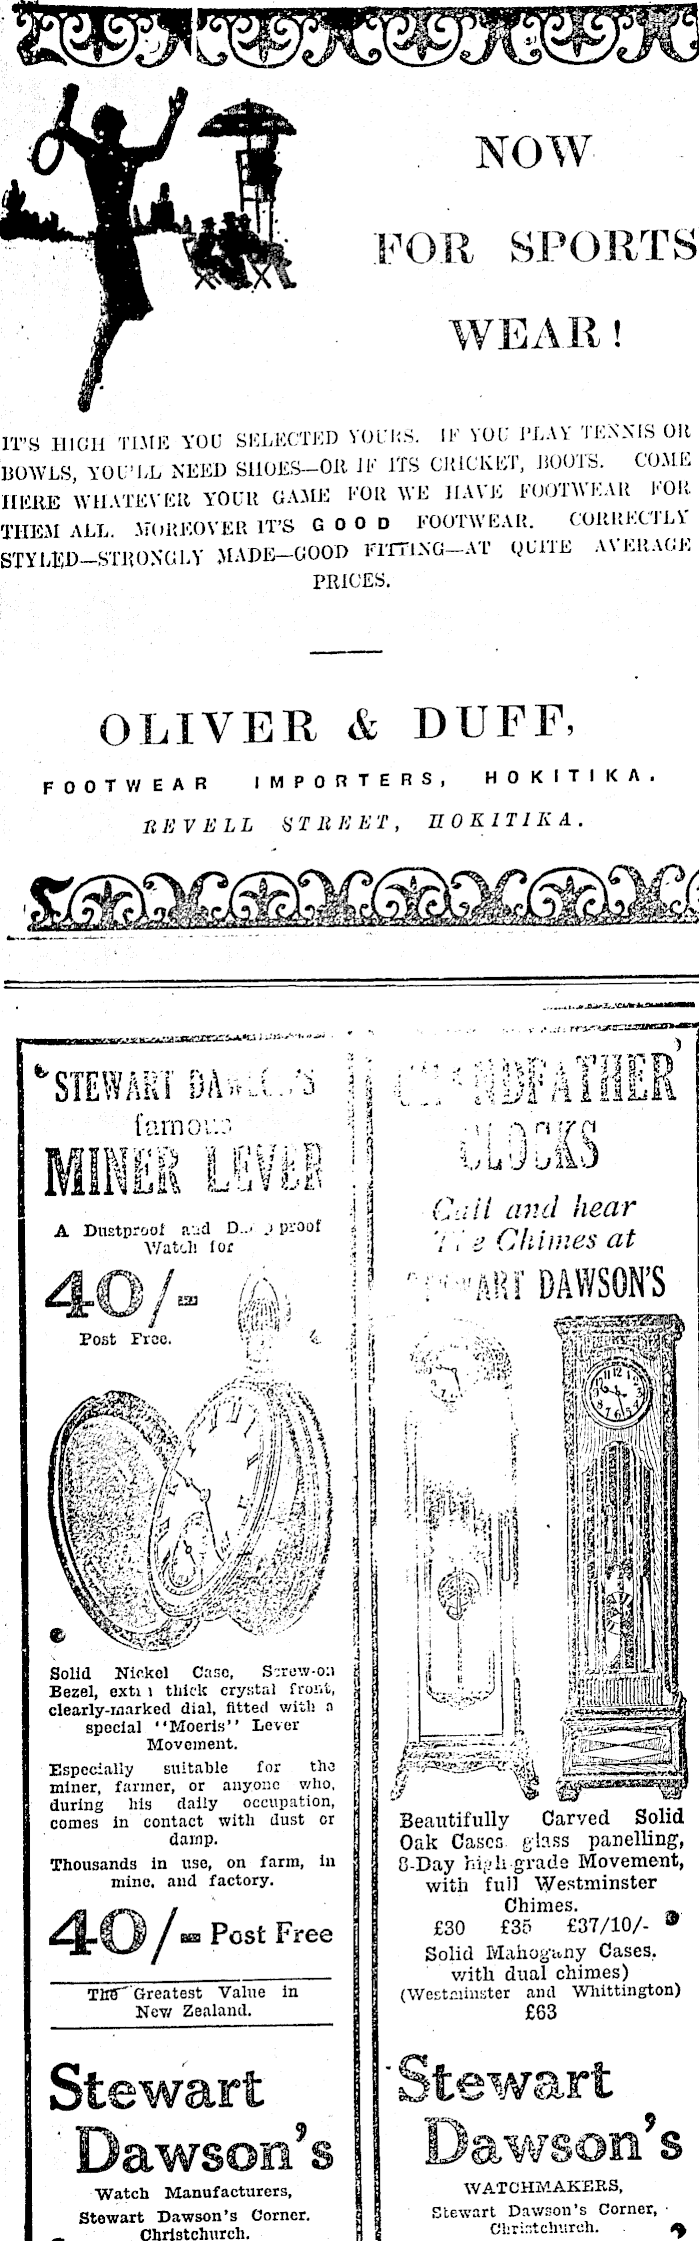 NOW
FOR SPORTS
WEAR!
IT'S HIGH TIME YOU SELECTED YOURS. IF YOU PLAY TENNIS OR
BOWLS, YOU'LL NEED SHOES—OR IF ITS CRICKET, BOOTS. COME
HERE WHATEVER YOUR GAME FOR WE HAVE FOOTWEAR FOR
THEM ALL. MOREOVER IT'S GOOD FOOTWEAR. CORRECTLY
STYLED—STRONGLY MADE—GOOD FITTING—AT QUITE AVERAGE
PRICES.
OLIVER & DUFF,
FOOTWEAR IMPORTERS, HOKITIKA.
REVELL STREET, HOKITIKA.
STEWART DAWSON'S
famous
MINER LEVER
A Dustproof and D...pproof
Watch for
40/-
Post Free.
Solid Nickel Case, Screw-on
Bezel, extra thick crystal front,
clearly-marked dial, fitted with a
special "Moeris" Lever
Movement.
Especially suitable for the
miner, farmer, or anyone who,
during his daily occupation,
comes in contact with dust or
damp.
Thousands in use, on farm, in
mine, and factory.
40/- Post Free
The Greatest Value in
New Zealand.
Stewart
Dawson's
Watch Manufacturers,
Stewart Dawson's Corner.
Christchurch.
GRANDFATHER
CLOCKS
Call and hear
The Chimes at
STEWART DAWSON'S
Beautifully Carved Solid
Oak Cases glass panelling,
8-Day high-grade Movement,
with full Westminster
Chimes.
£30 £35 £37/10/-
Solid Mahogany Cases.
with dual chimes)
(Westminster and Whittington)
£63
Stewart
Dawson's
WATCHMAKERS,
Stewart Dawson's Corner,
Christchurch.